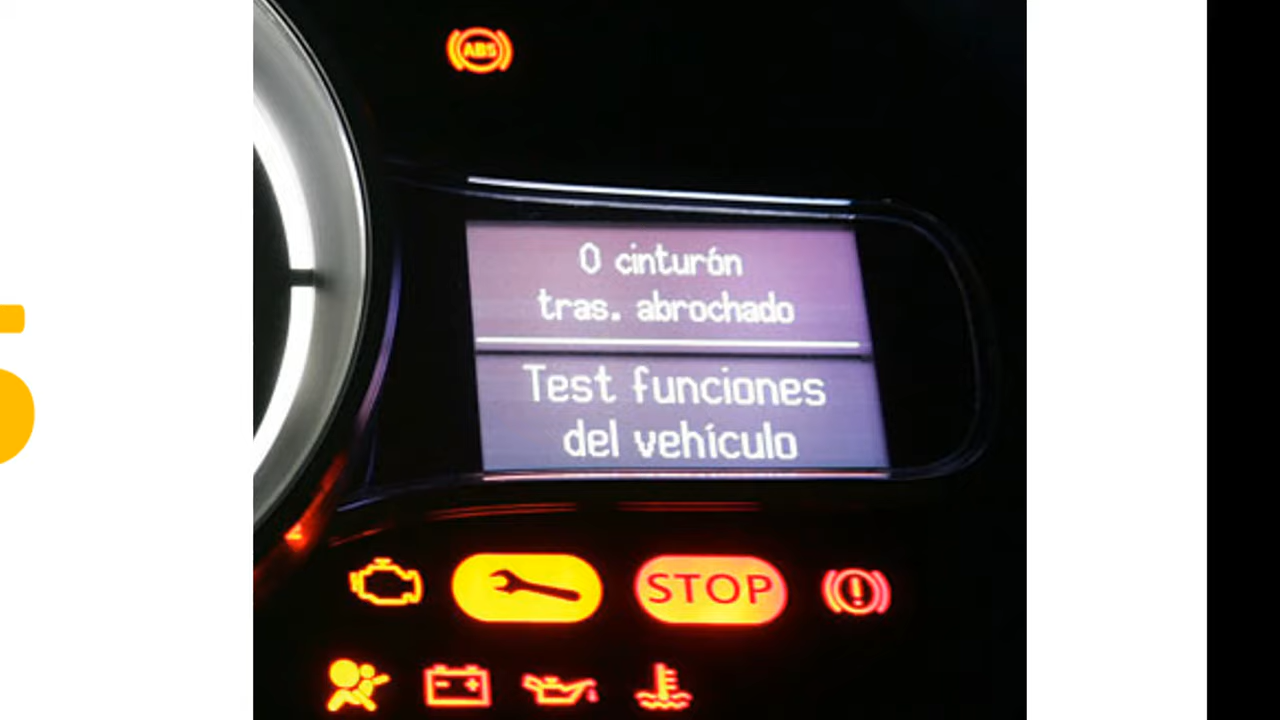 ABS
0 cinturón
tras. abrochado
Test funciones
del vehículo
STOP